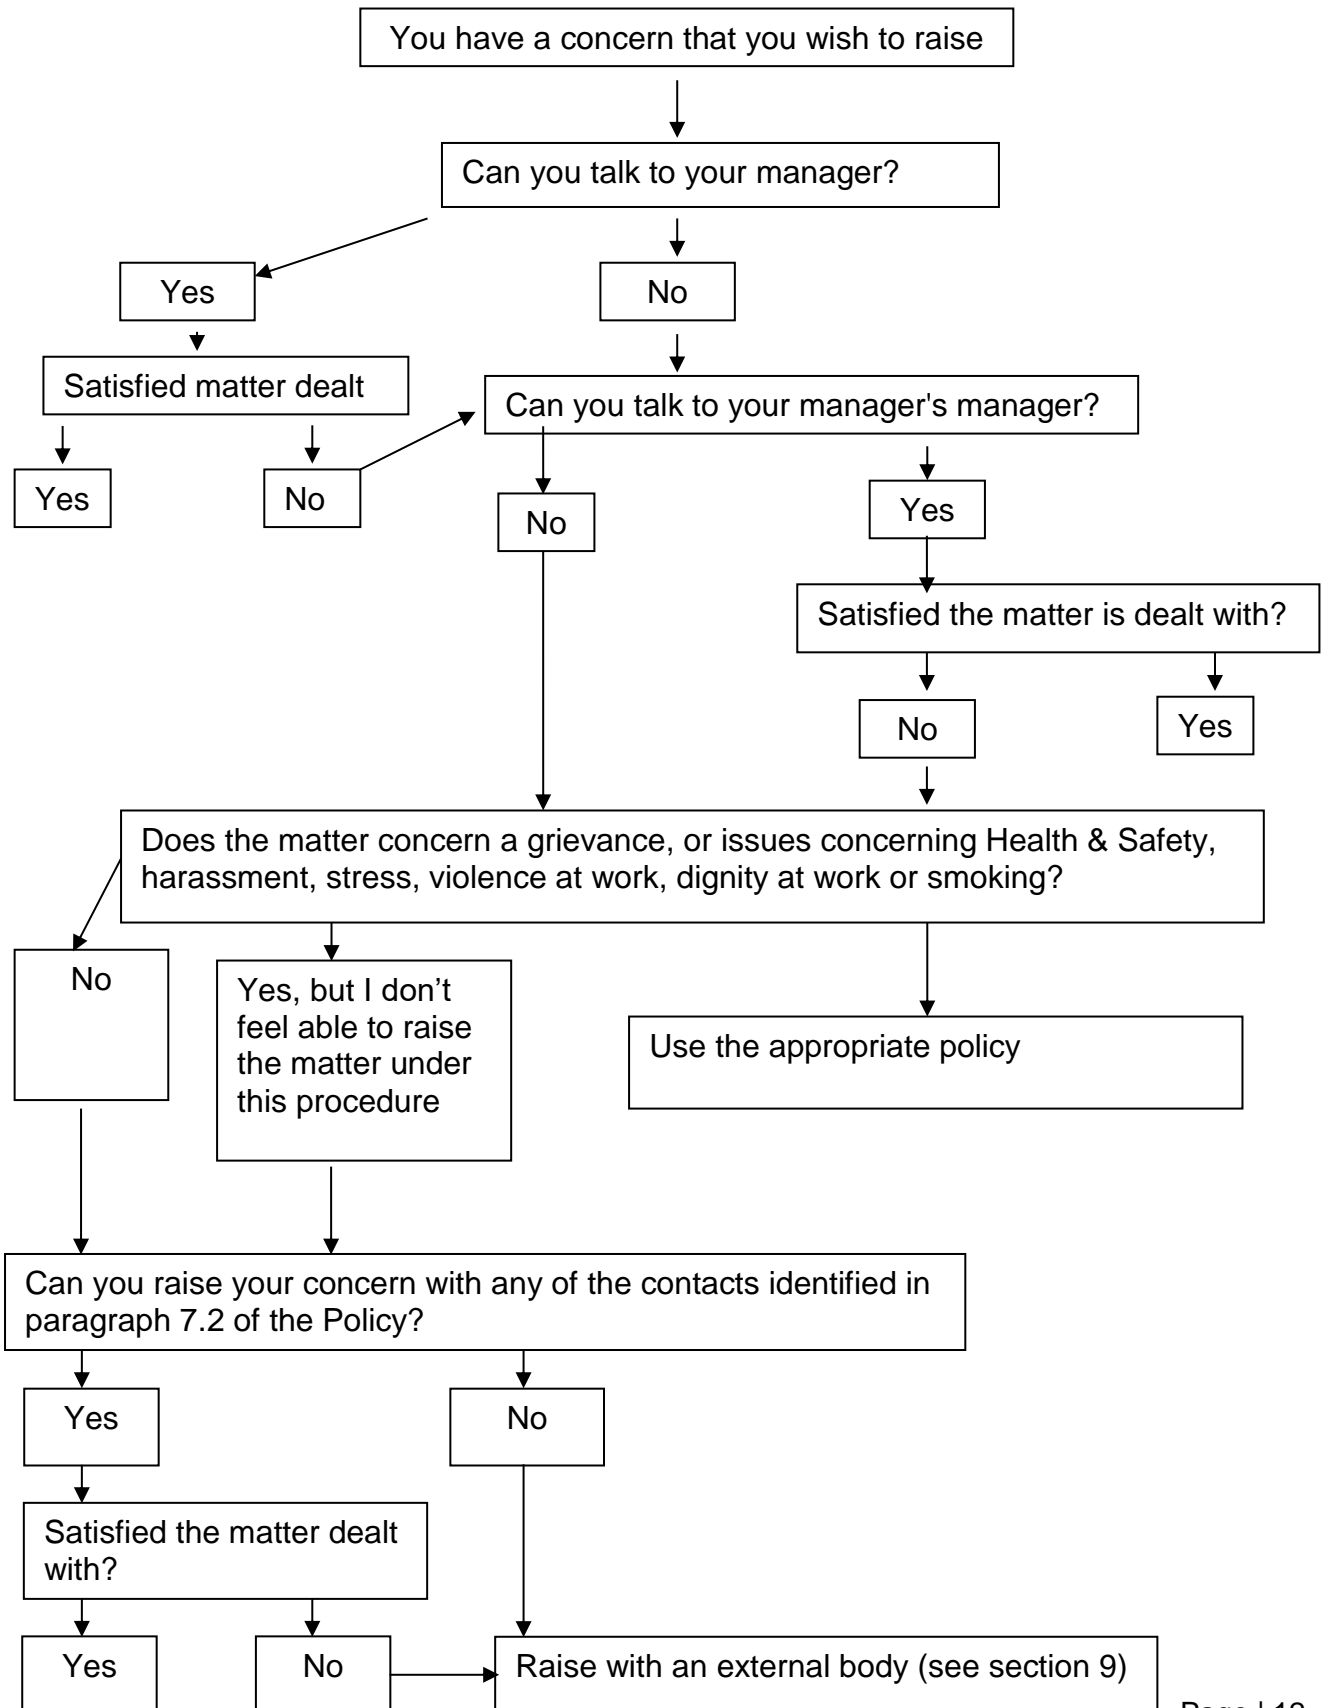 You have a concern that you wish to raise
Can you talk to your manager?
Yes
No
Satisfied matter dealt
Can you talk to your manager's manager?
Yes
No
No
Yes
Satisfied the matter is dealt with?
No
Yes
Does the matter concern a grievance, or issues concerning Health & Safety,
harassment, stress, violence at work, dignity at work or smoking?
No
Yes, but I don’t
feel able to raise
the matter under
this procedure
Use the appropriate policy
Can you raise your concern with any of the contacts identified in
paragraph 7.2 of the Policy?
Yes
No
Satisfied the matter dealt
with?
Yes
No
Raise with an external body (see section 9)